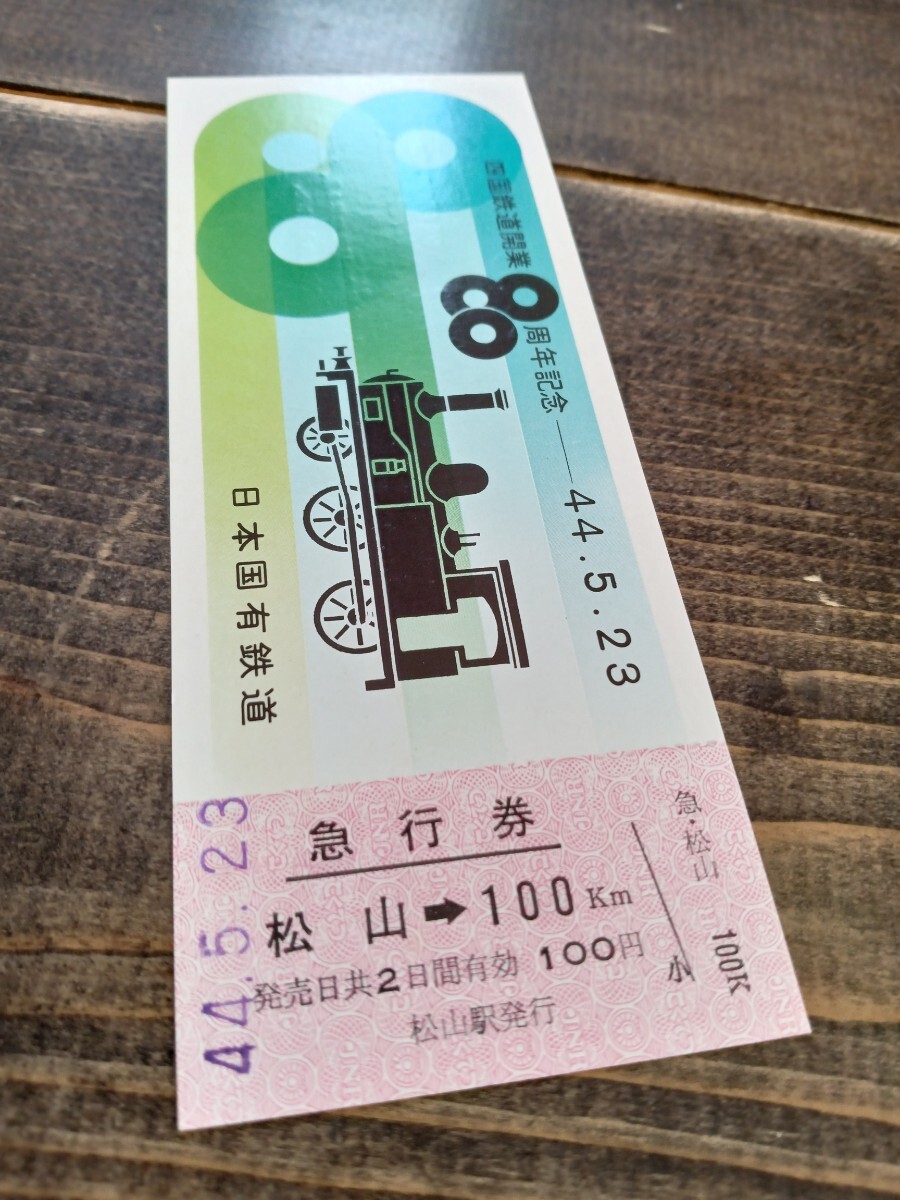 四国鉄道開業80周年記念——44.5.23
日本国有鉄道
44.5.23
急行券
松山➡100Km
発売日共2日間有効 100円
松山駅発行
急・松山
小
100K